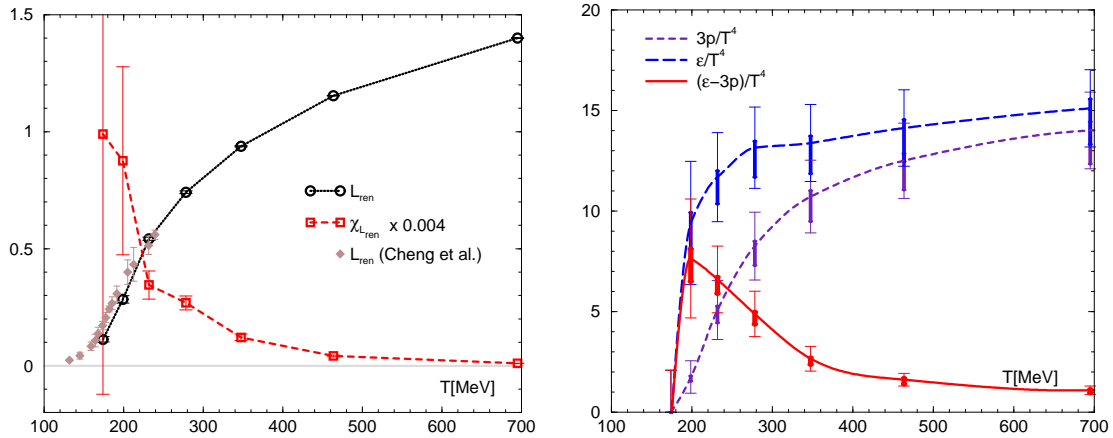 1.5
1
0.5
0
100 200 300 400 500 600 700
T[MeV]
L_ren
χ_{L_ren} x 0.004
L_ren (Cheng et al.)
20
15
10
5
0
100 200 300 400 500 600 700
T[MeV]
3p/T^4
ε/T^4
(ε−3p)/T^4